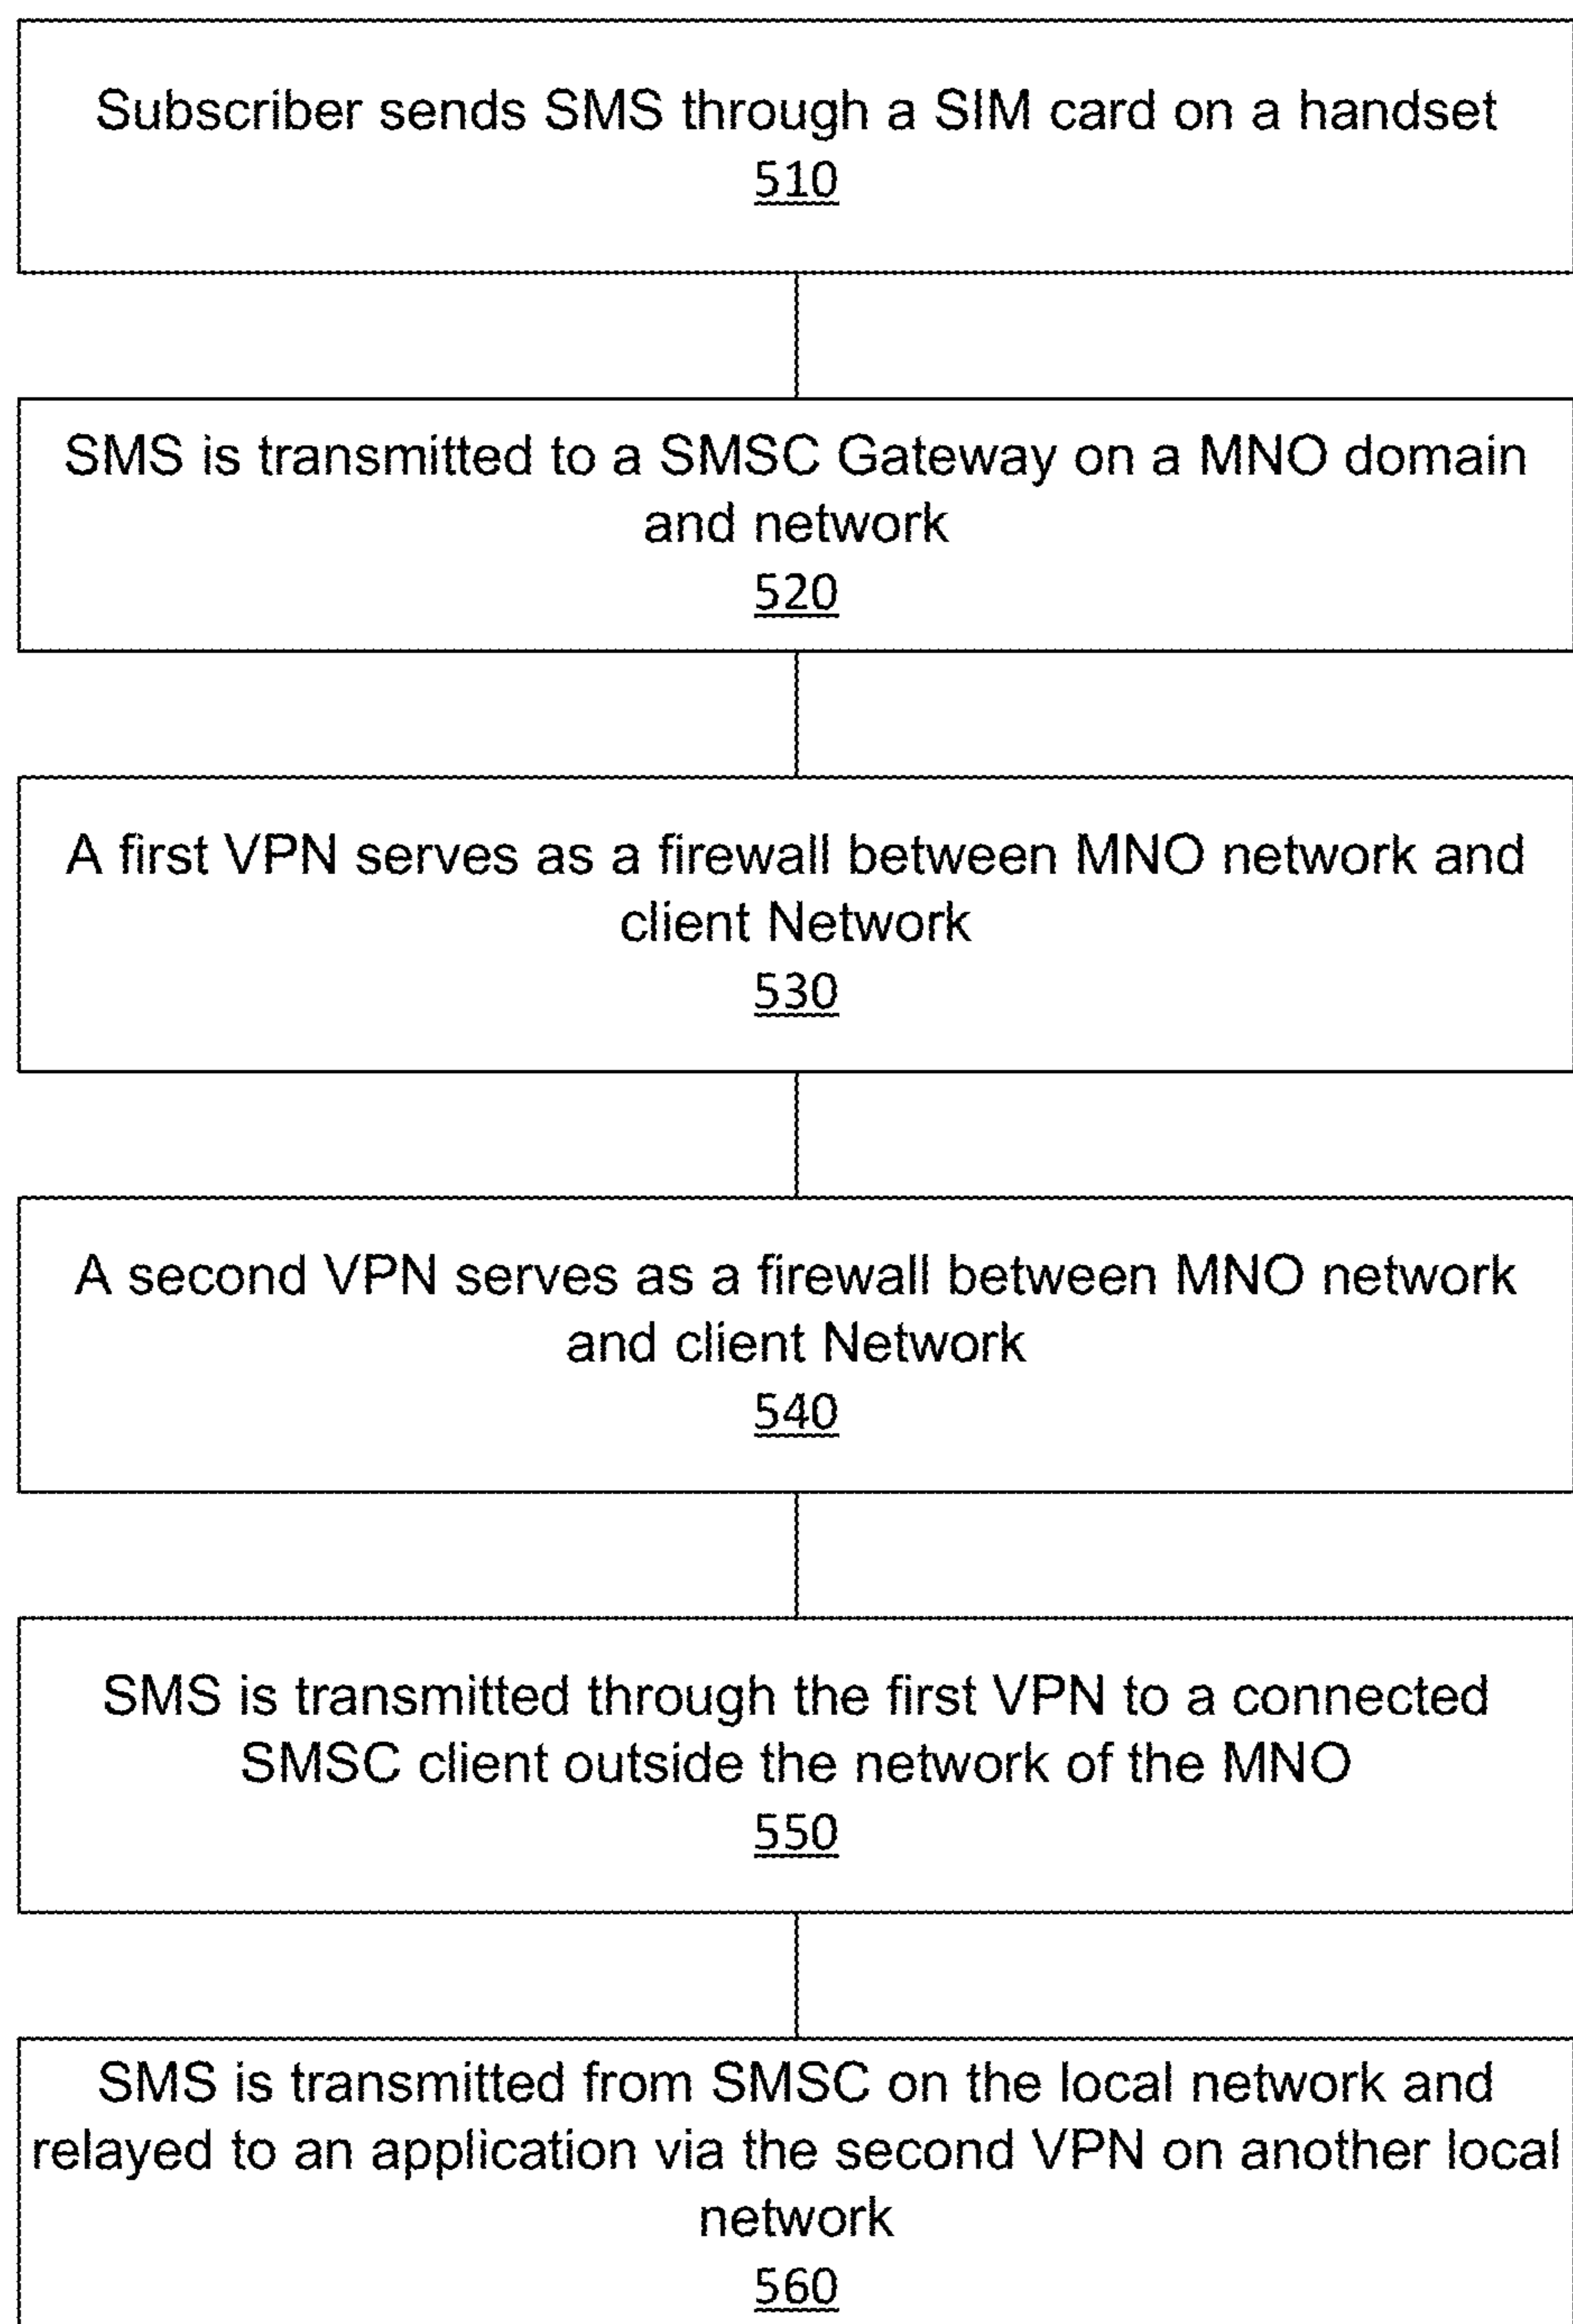 Subscriber sends SMS through a SIM card on a handset
510
SMS is transmitted to a SMSC Gateway on a MNO domain
and network
520
A first VPN serves as a firewall between MNO network and
client Network
530
A second VPN serves as a firewall between MNO network
and client Network
540
SMS is transmitted through the first VPN to a connected
SMSC client outside the network of the MNO
550
SMS is transmitted from SMSC on the local network and
relayed to an application via the second VPN on another local
network
560